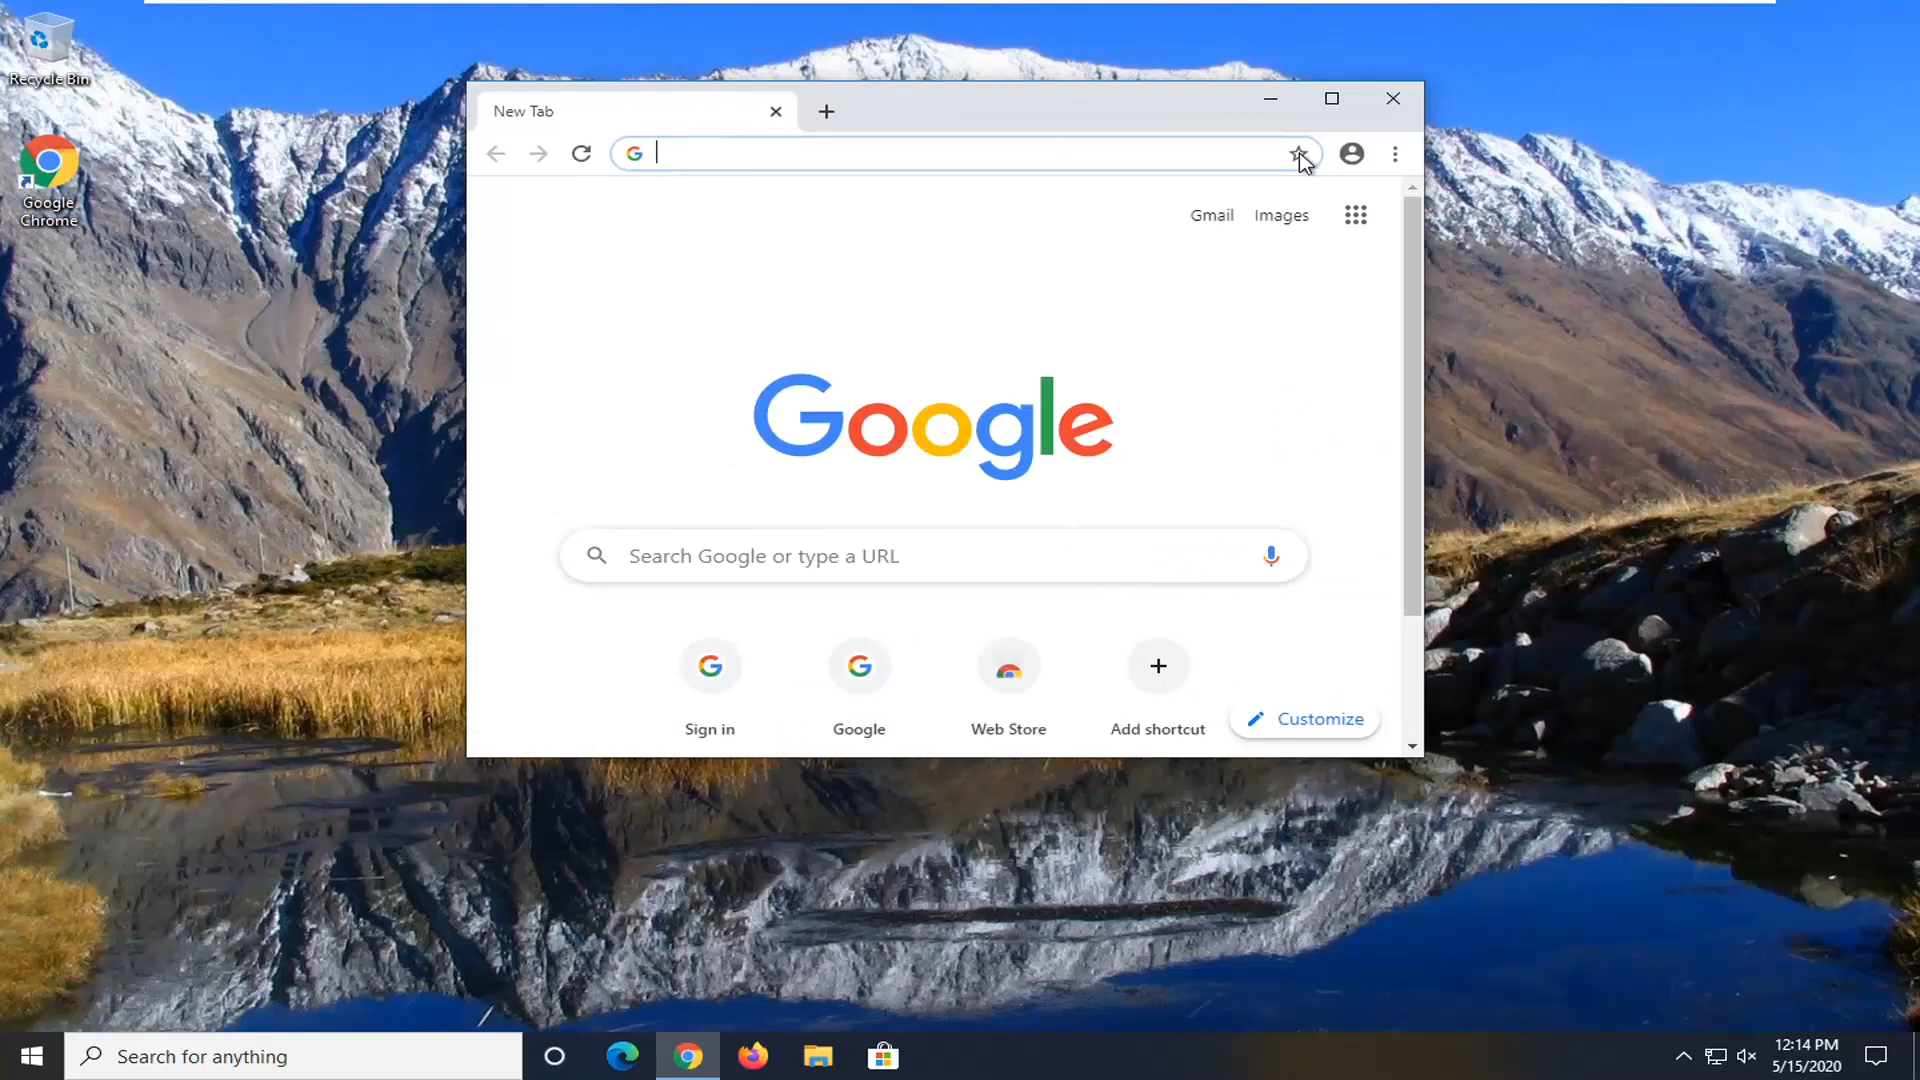 Recycle Bin
Google
Chrome
New Tab
Gmail Images
Google
Search Google or type a URL
Sign in
Google
Web Store
Add shortcut
Customize
Search for anything
12:14 PM
5/15/2020